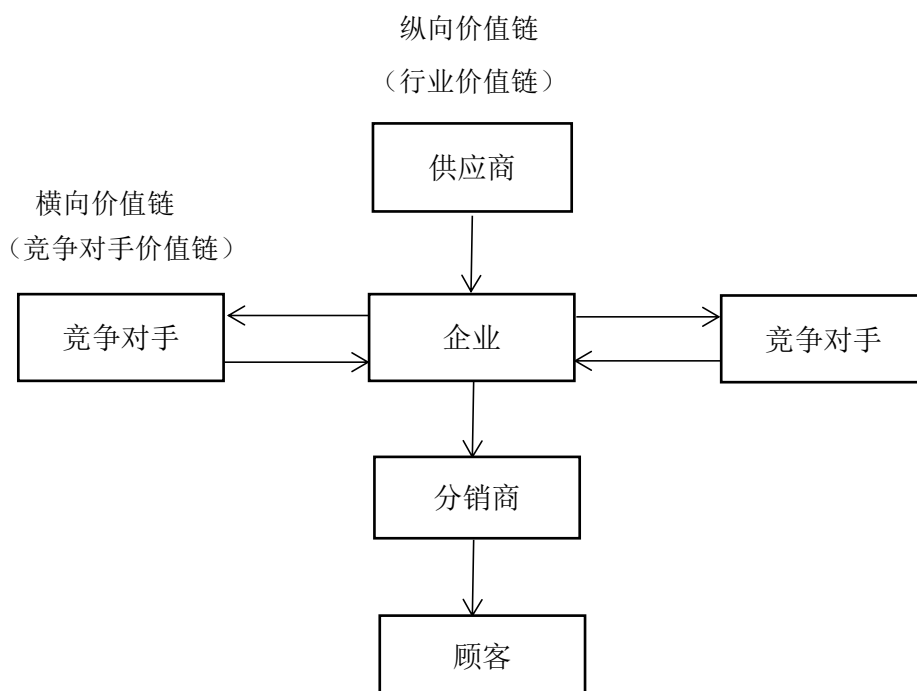 纵向价值链
（行业价值链）
供应商
横向价值链
（竞争对手价值链）
竞争对手
企业
竞争对手
分销商
顾客